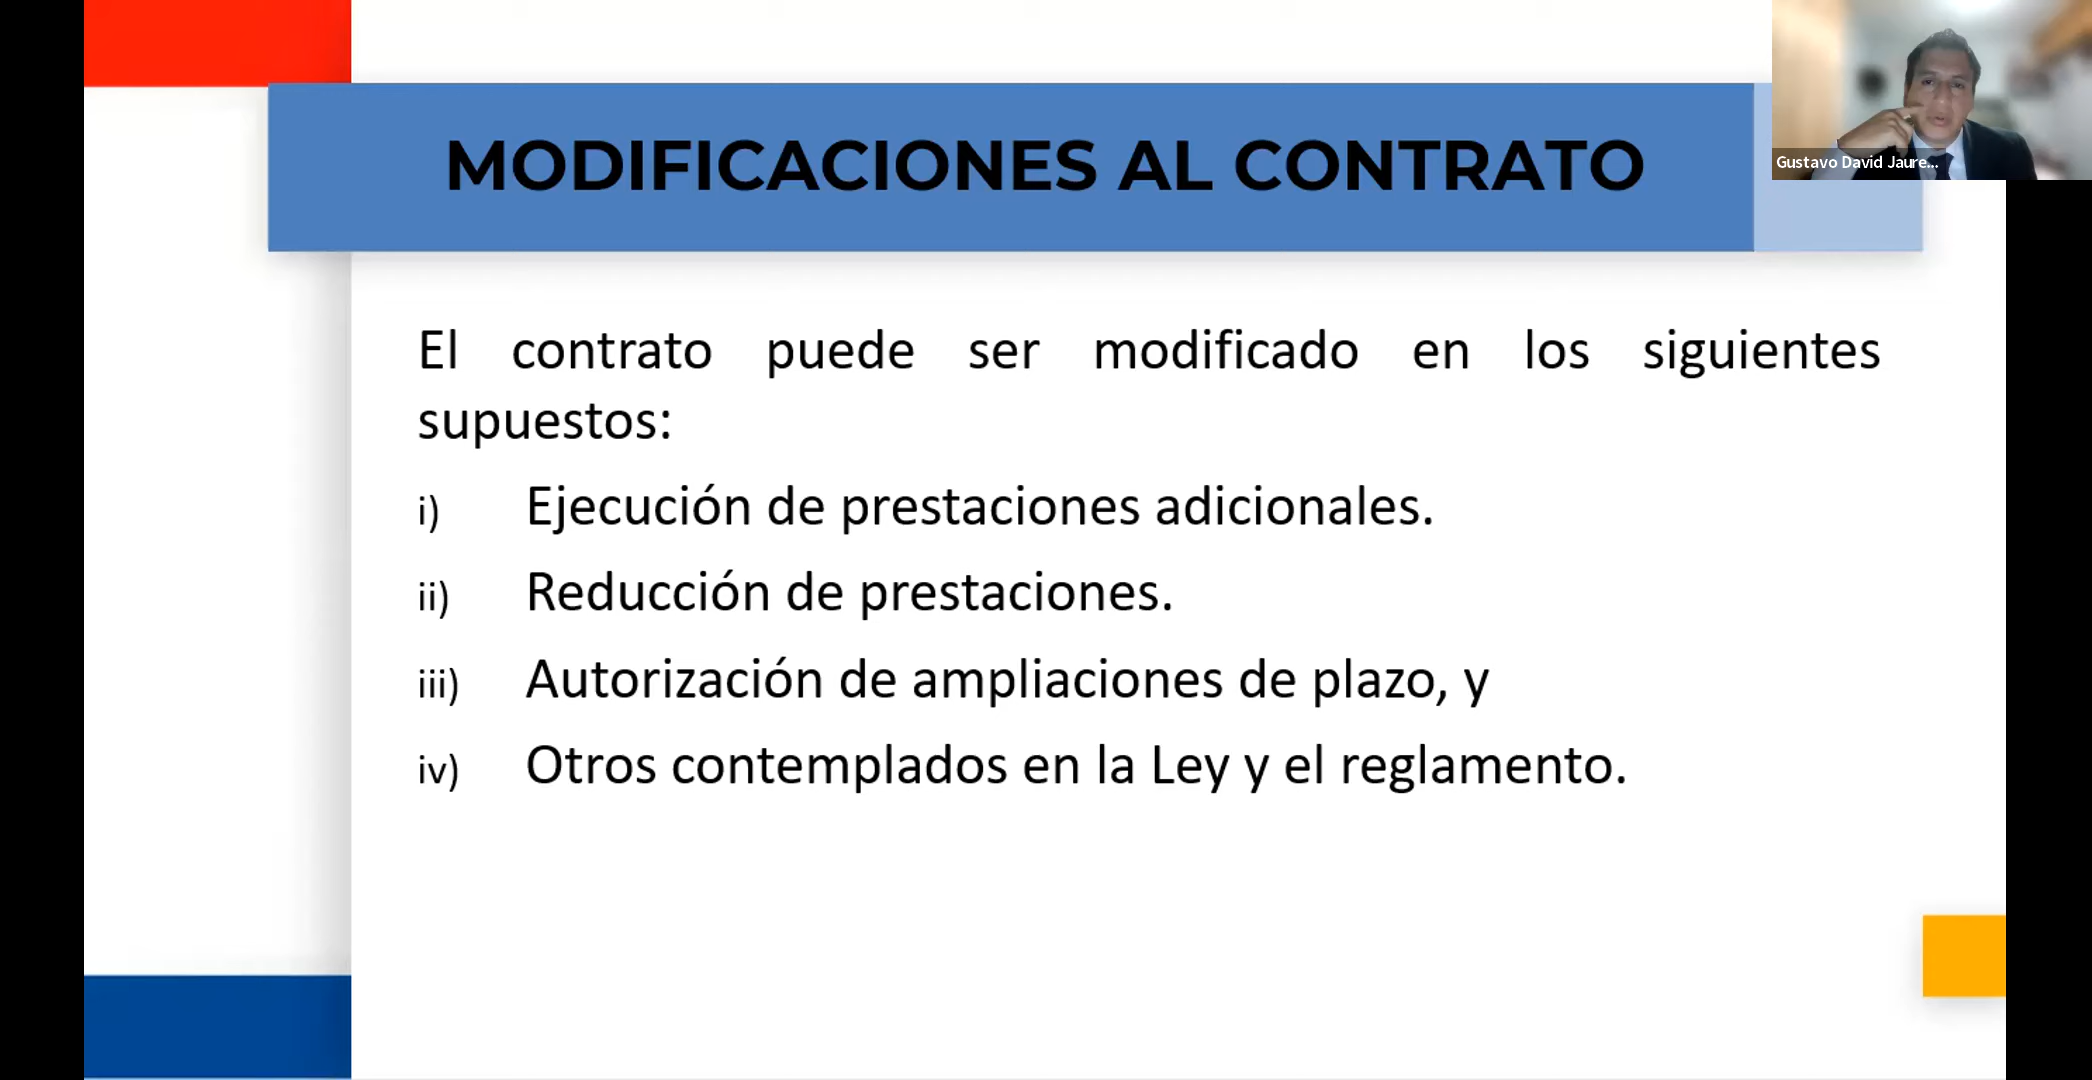 MODIFICACIONES AL CONTRATO
Gustavo David Jaure...
El contrato puede ser modificado en los siguientes
supuestos:
i) Ejecución de prestaciones adicionales.
ii) Reducción de prestaciones.
iii) Autorización de ampliaciones de plazo, y
iv) Otros contemplados en la Ley y el reglamento.